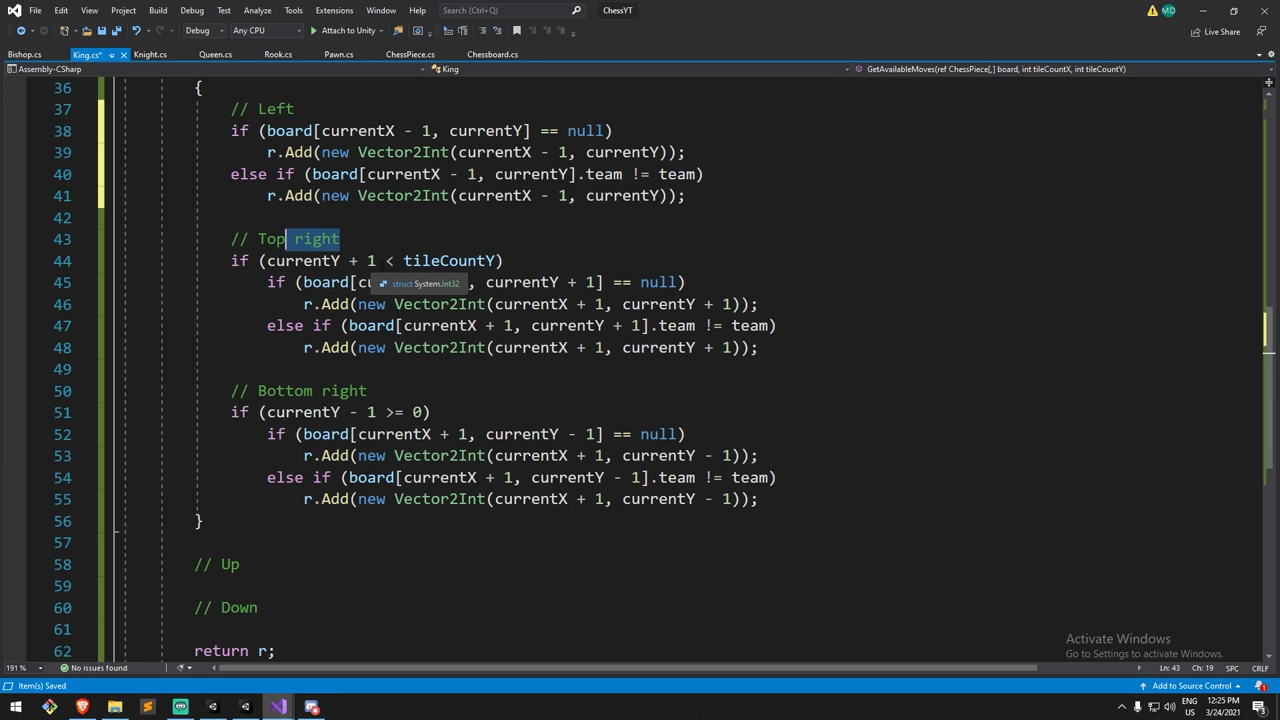 File Edit View Git Project Build Debug Test Analyze Tools Extensions Window Help Search (Ctrl+Q) ChessYT MD
Debug Any CPU Attach to Unity Live Share
Bishop.cs King.cs* Knight.cs Queen.cs Rook.cs Pawn.cs ChessPiece.cs Chessboard.cs
Assembly-CSharp King GetAvailableMoves(ref ChessPiece[,] board, int tileCountX, int tileCountY)
36 {
37 // Left
38 if (board[currentX - 1, currentY] == null)
39 r.Add(new Vector2Int(currentX - 1, currentY));
40 else if (board[currentX - 1, currentY].team != team)
41 r.Add(new Vector2Int(currentX - 1, currentY));
42
43 // Top right
44 if (currentY + 1 < tileCountY)
45 if (board[cu , currentY + 1] == null)
struct System.Int32
46 r.Add(new Vector2Int(currentX + 1, currentY + 1));
47 else if (board[currentX + 1, currentY + 1].team != team)
48 r.Add(new Vector2Int(currentX + 1, currentY + 1));
49
50 // Bottom right
51 if (currentY - 1 >= 0)
52 if (board[currentX + 1, currentY - 1] == null)
53 r.Add(new Vector2Int(currentX + 1, currentY - 1));
54 else if (board[currentX + 1, currentY - 1].team != team)
55 r.Add(new Vector2Int(currentX + 1, currentY - 1));
56 }
57
58 // Up
59
60 // Down
61
62 return r;
Activate Windows
Go to Settings to activate Windows.
191 % No issues found Ln: 43 Ch: 19 SPC CRLF
Item(s) Saved Add to Source Control 1
ENG 12:25 PM
US 3/24/2021 3